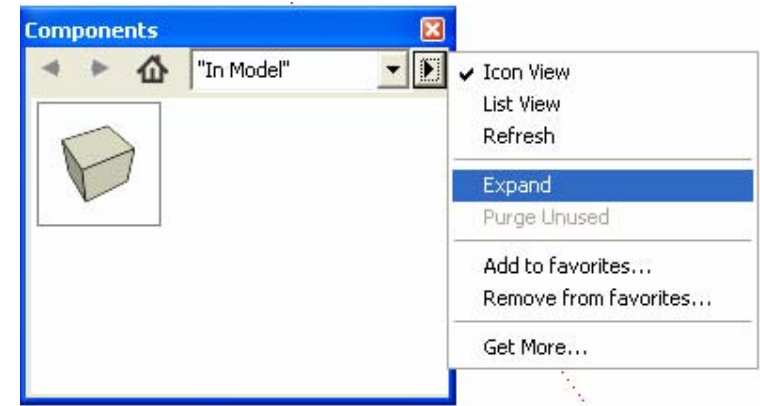 Components
"In Model"
Icon View
List View
Refresh
Expand
Purge Unused
Add to favorites...
Remove from favorites...
Get More...